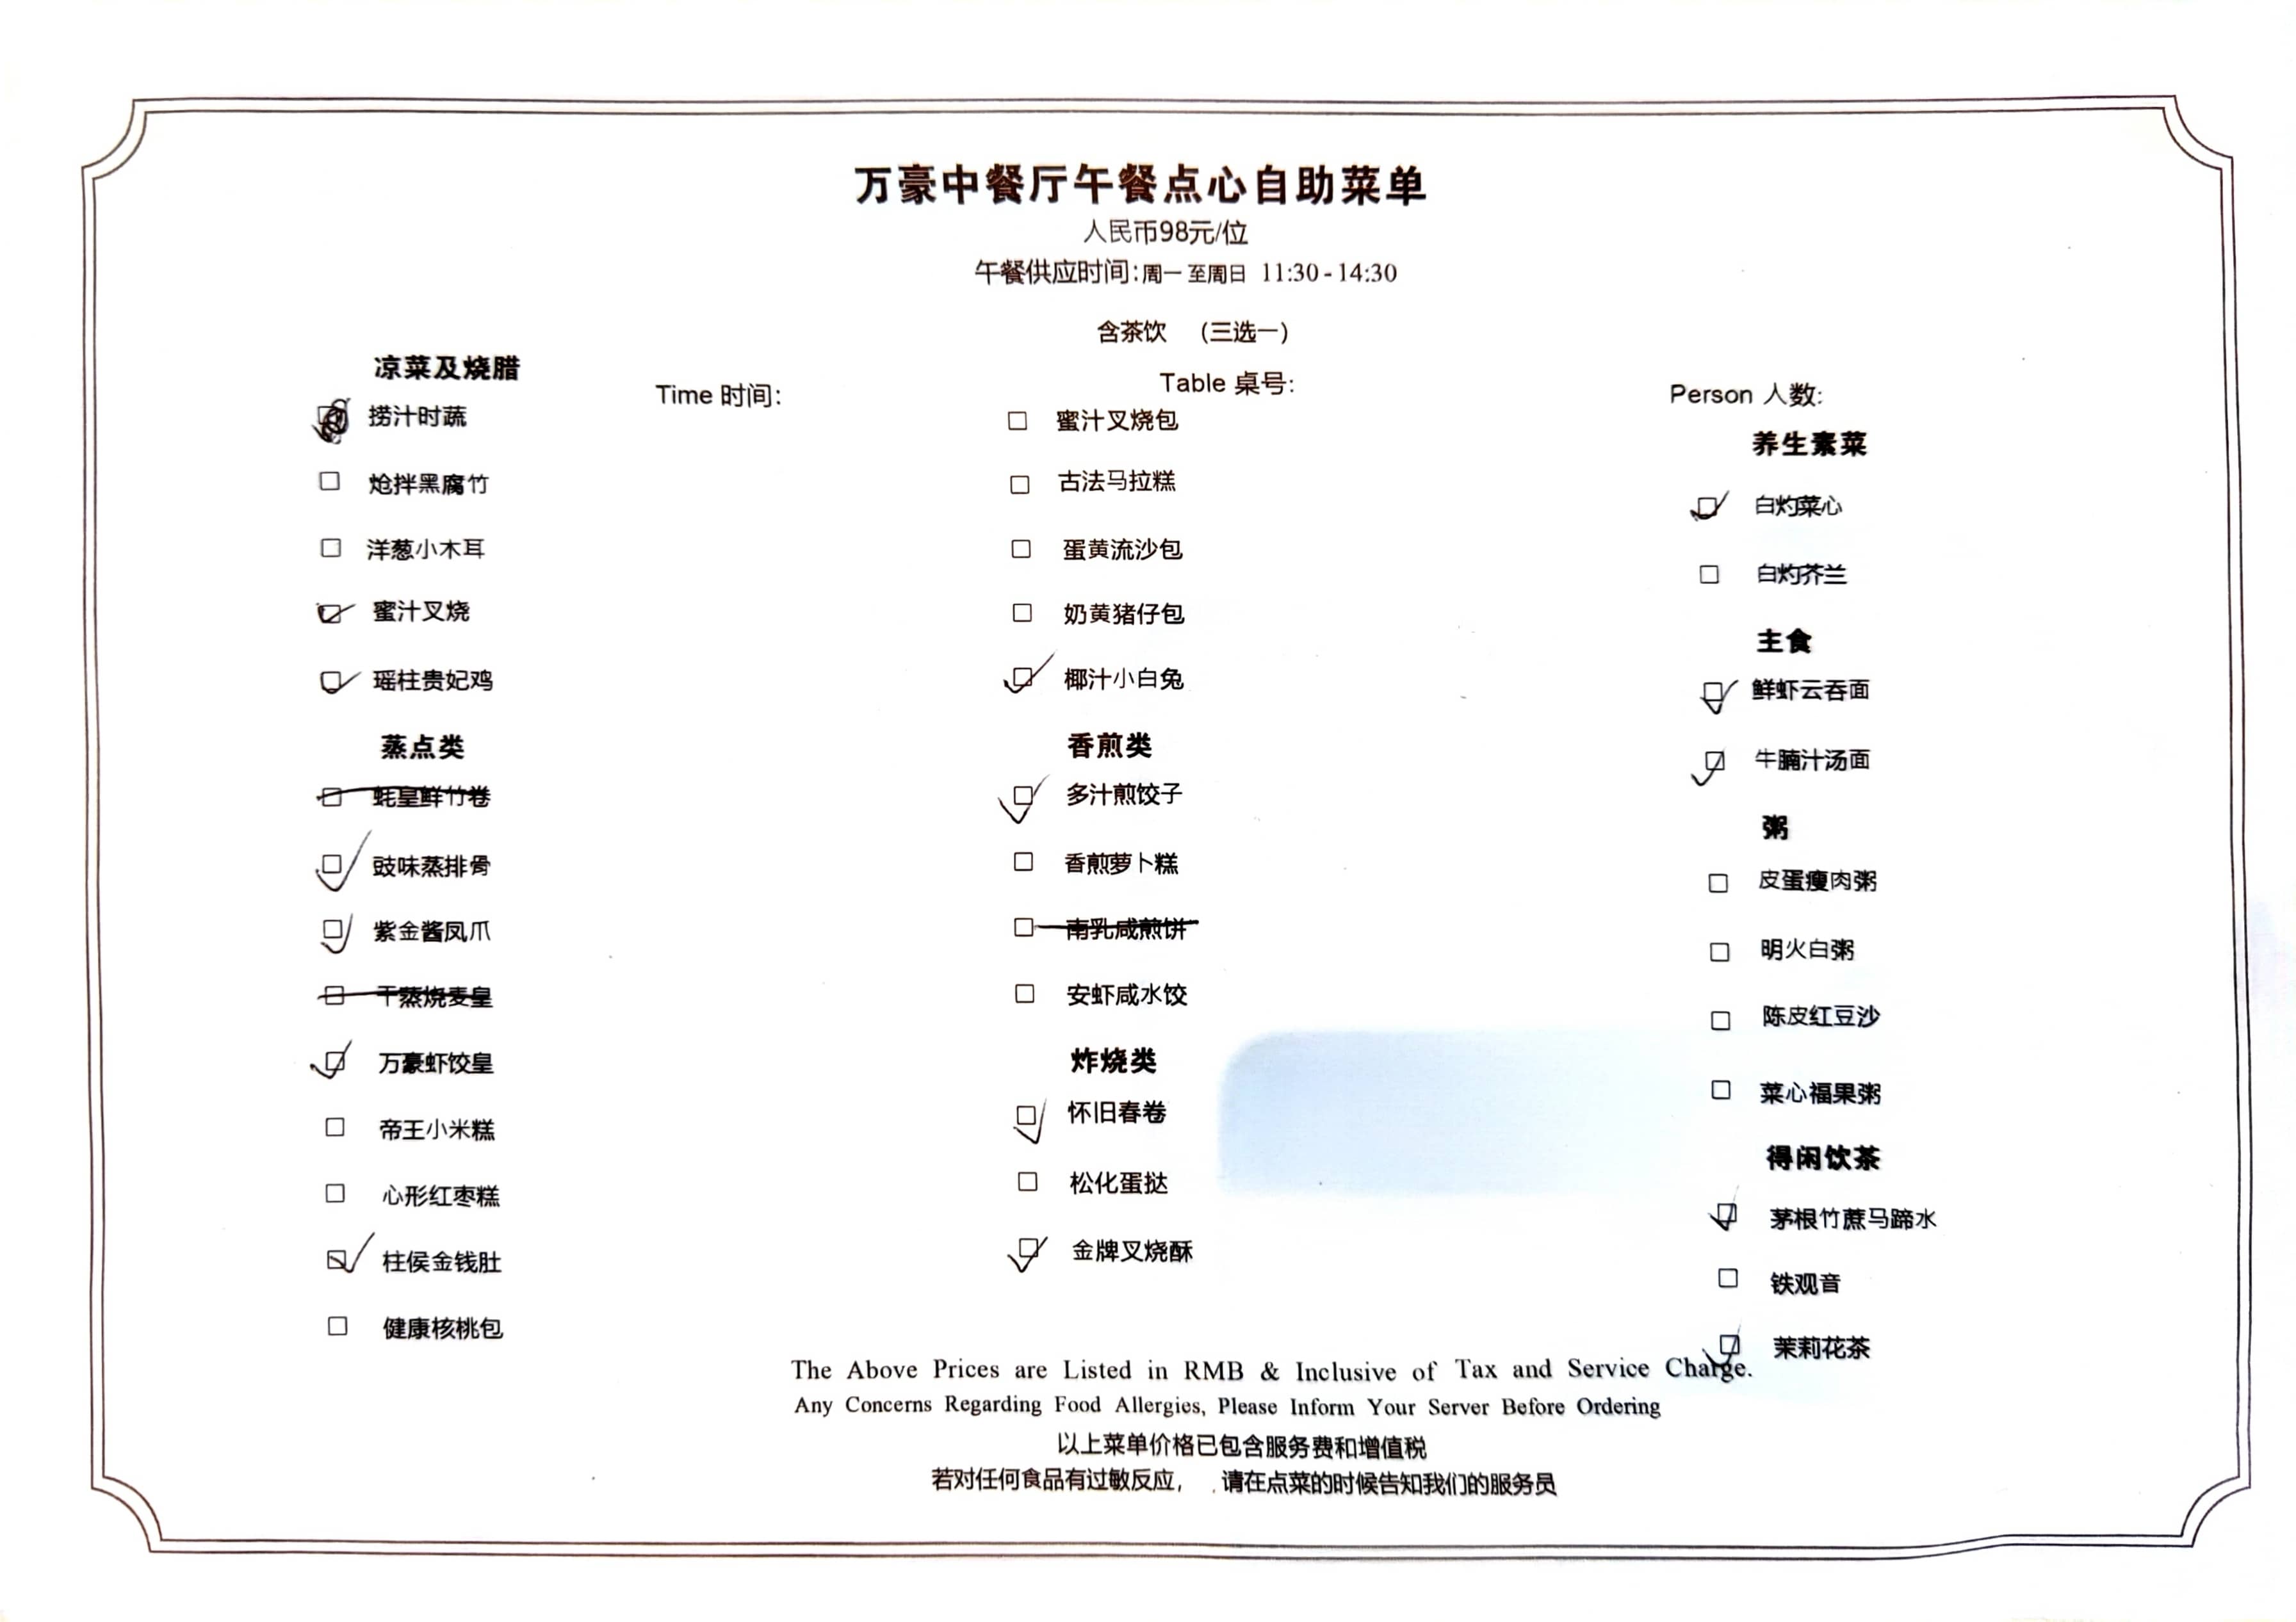 万豪中餐厅午餐点心自助菜单
人民币98元/位
午餐供应时间:周一至周日 11:30-14:30
含茶饮 （三选一）
Time 时间:
Table 桌号:
Person 人数:
凉菜及烧腊
捞汁时蔬
炝拌黑腐竹
洋葱小木耳
蜜汁叉烧
瑶柱贵妃鸡
蒸点类
蚝皇鲜竹卷
豉味蒸排骨
紫金酱凤爪
干蒸烧麦皇
万豪虾饺皇
帝王小米糕
心形红枣糕
柱侯金钱肚
健康核桃包
蜜汁叉烧包
古法马拉糕
蛋黄流沙包
奶黄猪仔包
椰汁小白兔
香煎类
多汁煎饺子
香煎萝卜糕
南乳咸煎饼
安虾咸水饺
炸烧类
怀旧春卷
松化蛋挞
金牌叉烧酥
养生素菜
白灼菜心
白灼芥兰
主食
鲜虾云吞面
牛腩汁汤面
粥
皮蛋瘦肉粥
明火白粥
陈皮红豆沙
菜心福果粥
得闲饮茶
茅根竹蔗马蹄水
铁观音
茉莉花茶
The Above Prices are Listed in RMB & Inclusive of Tax and Service Charge.
Any Concerns Regarding Food Allergies, Please Inform Your Server Before Ordering
以上菜单价格已包含服务费和增值税
若对任何食品有过敏反应， 请在点菜的时候告知我们的服务员